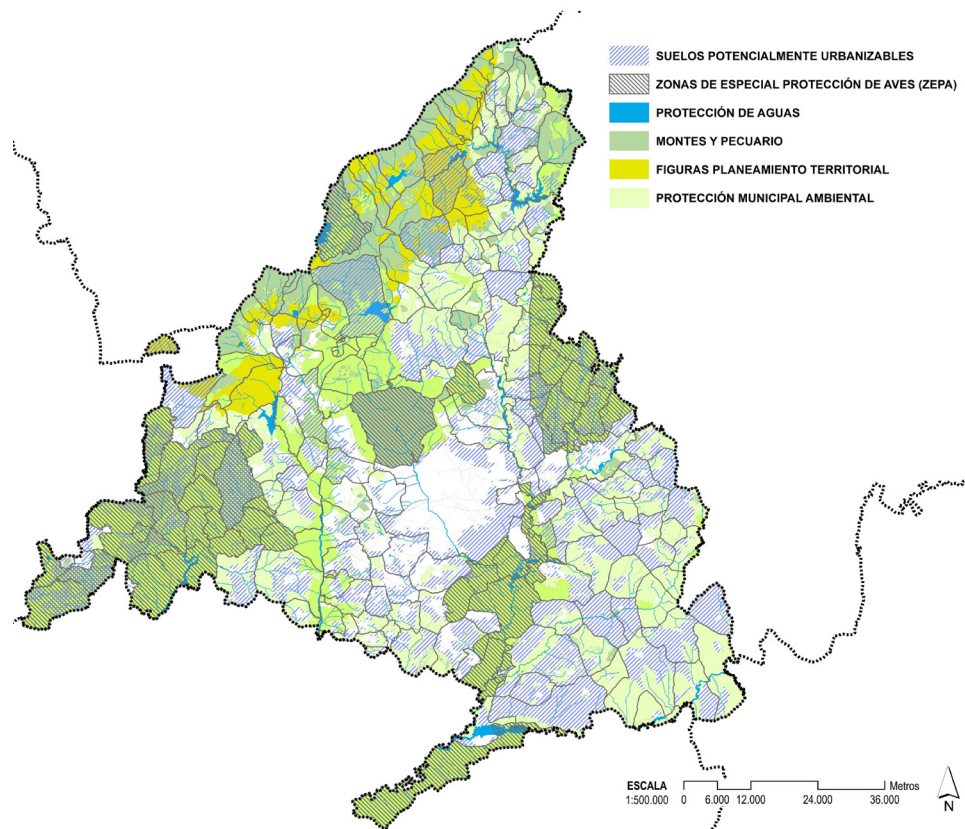 SUELOS POTENCIALMENTE URBANIZABLES
ZONAS DE ESPECIAL PROTECCIÓN DE AVES (ZEPA)
PROTECCIÓN DE AGUAS
MONTES Y PECUARIO
FIGURAS PLANEAMIENTO TERRITORIAL
PROTECCIÓN MUNICIPAL AMBIENTAL
ESCALA
1:500.000
Metros
0 6.000 12.000 24.000 36.000
N